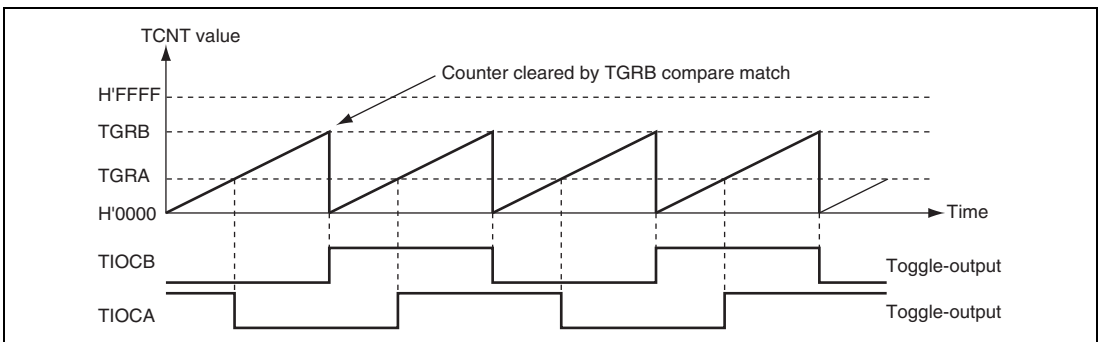 TCNT value
Counter cleared by TGRB compare match
H'FFFF
TGRB
TGRA
H'0000
Time
TIOCB
Toggle-output
TIOCA
Toggle-output